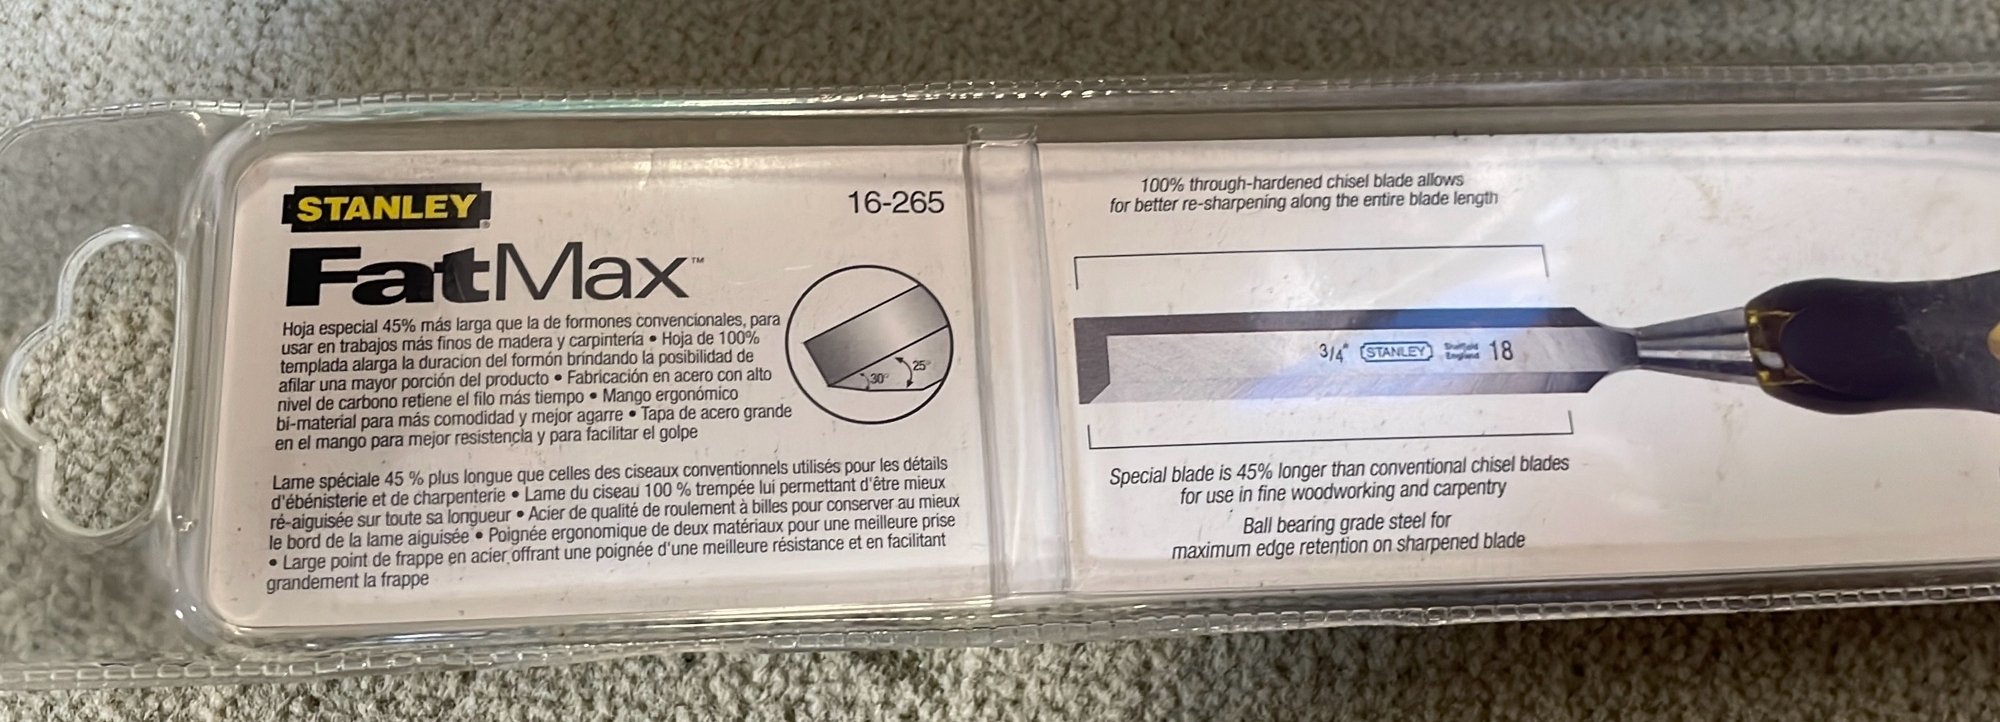 STANLEY®
FatMax™
16-265
Hoja especial 45% más larga que la de formones convencionales, para
usar en trabajos más finos de madera y carpintería • Hoja de 100%
templada alarga la duracion del formón brindando la posibilidad de
afilar una mayor porción del producto • Fabricación en acero con alto
nivel de carbono retiene el filo más tiempo • Mango ergonómico
bi-material para más comodidad y mejor agarre • Tapa de acero grande
en el mango para mejor resistencia y para facilitar el golpe
30° 25°
Lame spéciale 45 % plus longue que celles des ciseaux conventionnels utilisés pour les détails
d'ébénisterie et de charpenterie • Lame du ciseau 100 % trempée lui permettant d'être mieux
ré-aiguisée sur toute sa longueur • Acier de qualité de roulement à billes pour conserver au mieux
le bord de la lame aiguisée • Poignée ergonomique de deux matériaux pour une meilleure prise
• Large point de frappe en acier offrant une poignée d'une meilleure résistance et en facilitant
grandement la frappe
100% through-hardened chisel blade allows
for better re-sharpening along the entire blade length
3/4" STANLEY Sheffield England 18
Special blade is 45% longer than conventional chisel blades
for use in fine woodworking and carpentry
Ball bearing grade steel for
maximum edge retention on sharpened blade